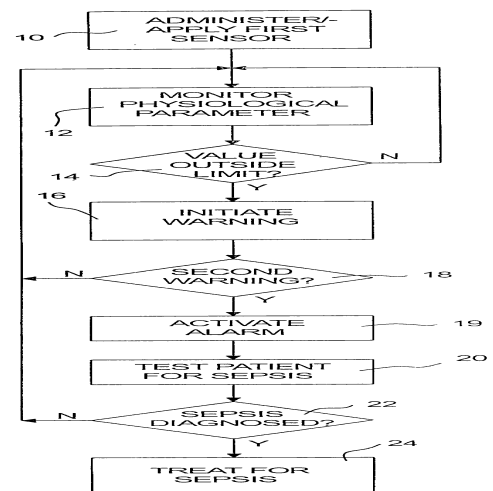 ADMINISTER/-
APPLY FIRST
SENSOR
10
MONITOR
PHYSIOLOGICAL
PARAMETER
12
VALUE
OUTSIDE
LIMIT?
N
14
Y
16
INITIATE
WARNING
N
SECOND
WARNING?
18
Y
ACTIVATE
ALARM
19
TEST PATIENT
FOR SEPSIS
20
22
N
SEPSIS
DIAGNOSED?
Y
24
TREAT FOR
SEPSIS